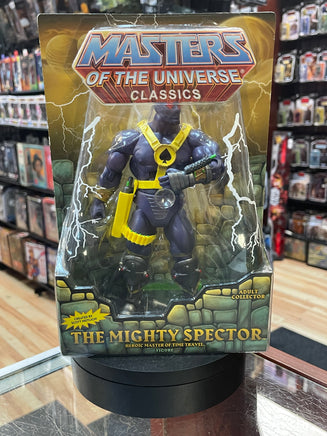 MASTERS
OF THE UNIVERSE
CLASSICS
ADULT
COLLECTOR
THE MIGHTY SPECTOR
HEROIC MASTER OF TIME TRAVEL
FIGURE